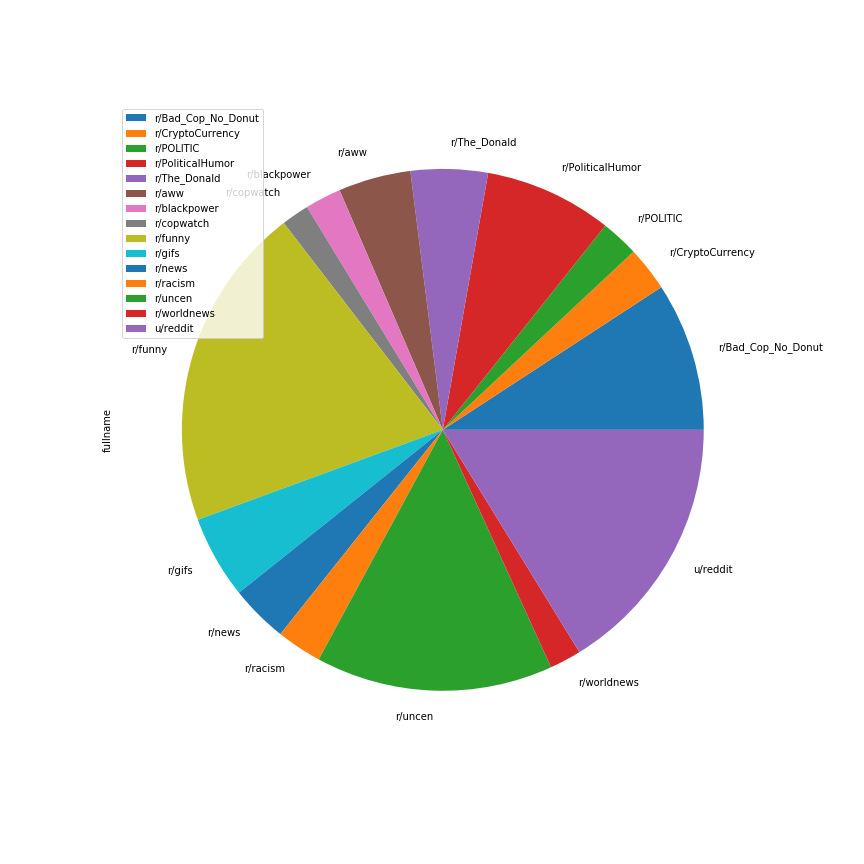 r/Bad_Cop_No_Donut
r/CryptoCurrency
r/POLITIC
r/PoliticalHumor
r/The_Donald
r/aww
r/blackpower
r/copwatch
r/funny
r/gifs
r/news
r/racism
r/uncen
r/worldnews
u/reddit
r/The_Donald
r/aww
r/PoliticalHumor
r/blackpower
r/copwatch
r/POLITIC
r/CryptoCurrency
r/Bad_Cop_No_Donut
r/funny
fullname
r/gifs
u/reddit
r/news
r/racism
r/worldnews
r/uncen